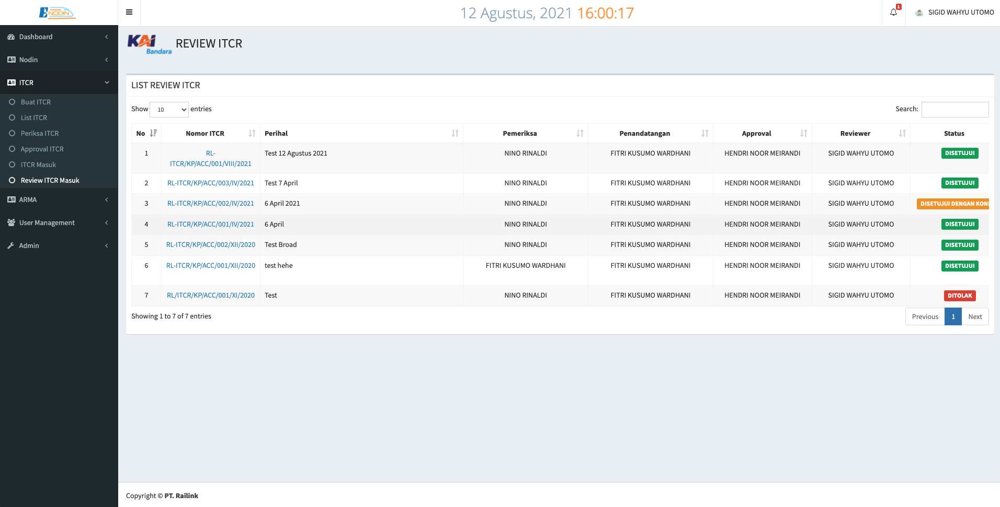 NODIN
12 Agustus, 2021 16:00:17
1
SIGID WAHYU UTOMO
Dashboard
Nodin
ITCR
Buat ITCR
List ITCR
Periksa ITCR
Approval ITCR
ITCR Masuk
Review ITCR Masuk
ARMA
User Management
Admin
KAI Bandara
REVIEW ITCR
LIST REVIEW ITCR
Show 10 entries
Search:
No Nomor ITCR Perihal Pemeriksa Penandatangan Approval Reviewer Status
1 RL-
ITCR/KP/ACC/001/VIII/2021 Test 12 Agustus 2021 NINO RINALDI FITRI KUSUMO WARDHANI HENDRI NOOR MEIRANDI SIGID WAHYU UTOMO DISETUJUI
2 RL-ITCR/KP/ACC/003/IV/2021 Test 7 April NINO RINALDI FITRI KUSUMO WARDHANI HENDRI NOOR MEIRANDI SIGID WAHYU UTOMO DISETUJUI
3 RL-ITCR/KP/ACC/002/IV/2021 6 April 2021 NINO RINALDI FITRI KUSUMO WARDHANI HENDRI NOOR MEIRANDI SIGID WAHYU UTOMO DISETUJUI DENGAN KON
4 RL-ITCR/KP/ACC/001/IV/2021 6 April NINO RINALDI FITRI KUSUMO WARDHANI HENDRI NOOR MEIRANDI SIGID WAHYU UTOMO DISETUJUI
5 RL-ITCR/KP/ACC/002/XII/2020 Test Broad NINO RINALDI FITRI KUSUMO WARDHANI HENDRI NOOR MEIRANDI SIGID WAHYU UTOMO DISETUJUI
6 RL-ITCR/KP/ACC/001/XII/2020 test hehe FITRI KUSUMO WARDHANI FITRI KUSUMO WARDHANI HENDRI NOOR MEIRANDI SIGID WAHYU UTOMO DISETUJUI
7 RL/ITCR/KP/ACC/001/XI/2020 Test NINO RINALDI FITRI KUSUMO WARDHANI HENDRI NOOR MEIRANDI SIGID WAHYU UTOMO DITOLAK
Showing 1 to 7 of 7 entries
Previous 1 Next
Copyright © PT. Railink